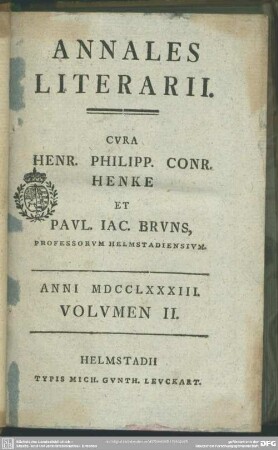 ANNALES
LITERARII.
CVRA
HENR. PHILIPP. CONR.
HENKE
ET
PAVL. IAC. BRVNS,
PROFESSORVM HELMSTADIENSIVM.
ANNI MDCCLXXXIII.
VOLVMEN II.
HELMSTADII
TYPIS MICH. GVNTH. LEVCKART.